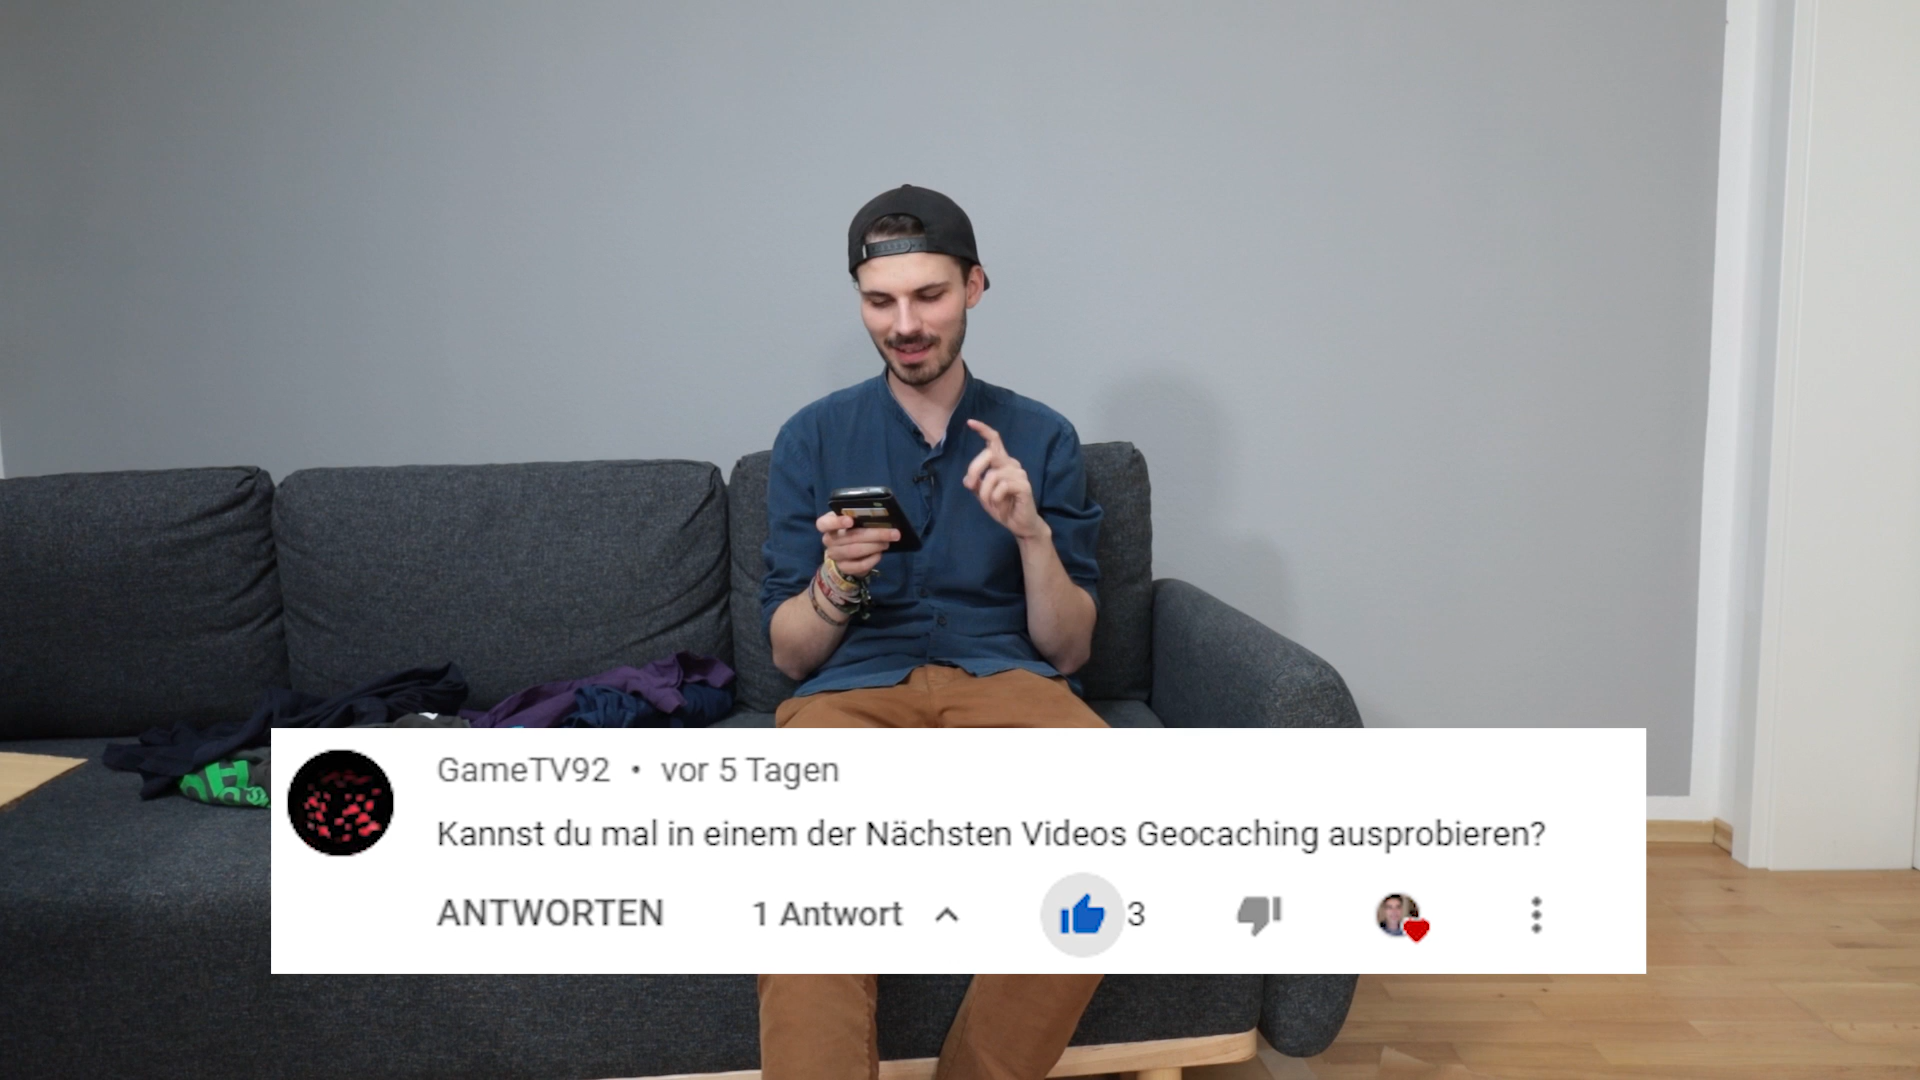 GameTV92 • vor 5 Tagen
Kannst du mal in einem der Nächsten Videos Geocaching ausprobieren?
ANTWORTEN 1 Antwort 3